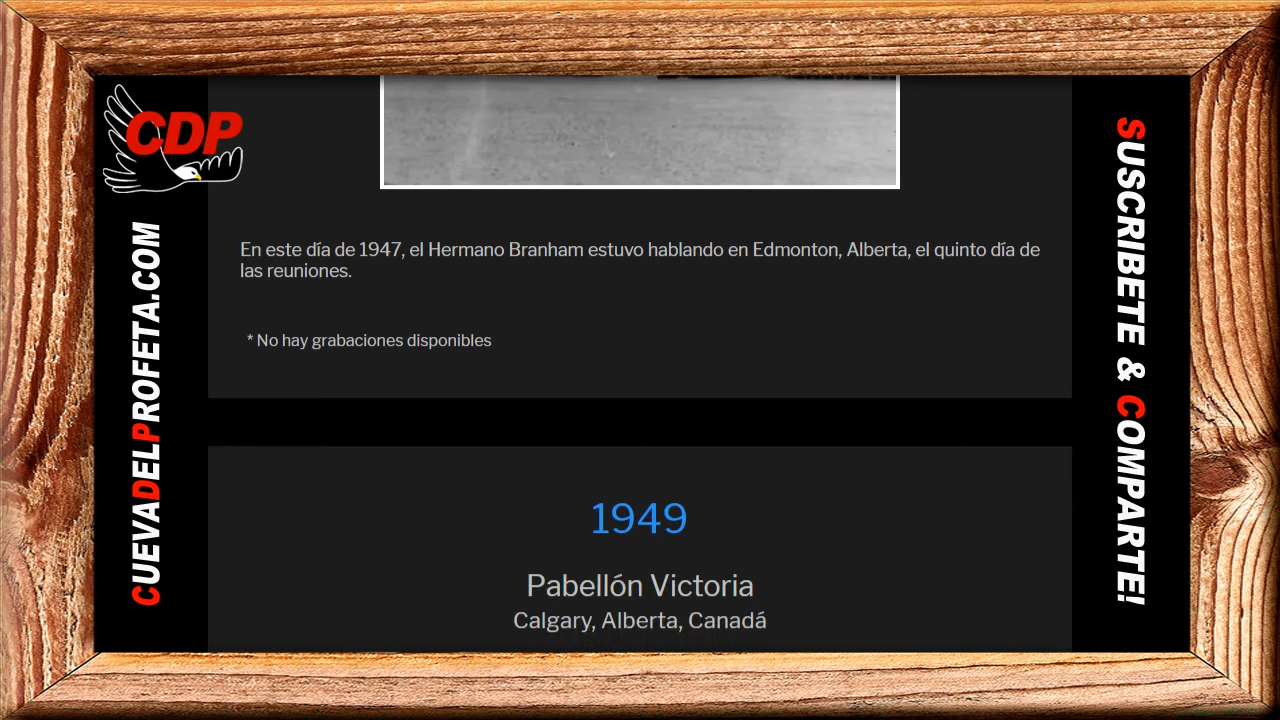 CDP
CUEVADELPROFETA.COM
En este día de 1947, el Hermano Branham estuvo hablando en Edmonton, Alberta, el quinto día de
las reuniones.
* No hay grabaciones disponibles
1949
Pabellón Victoria
Calgary, Alberta, Canadá
SUSCRIBETE & COMPARTE!